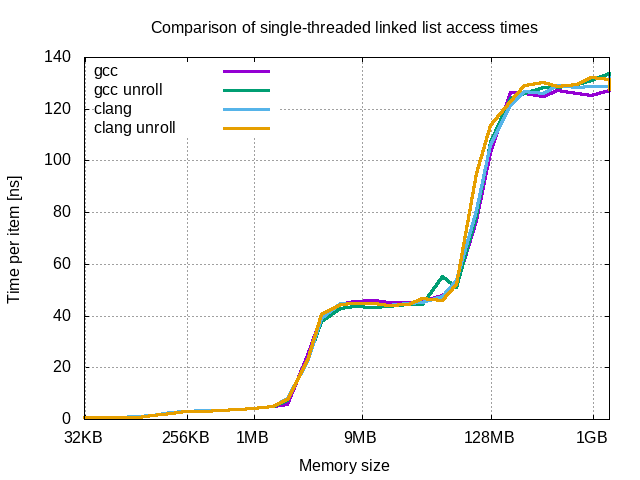 Comparison of single-threaded linked list access times
140
120
100
80
60
40
20
0
gcc
gcc unroll
clang
clang unroll
Time per item [ns]
32KB 256KB 1MB 9MB 128MB 1GB
Memory size